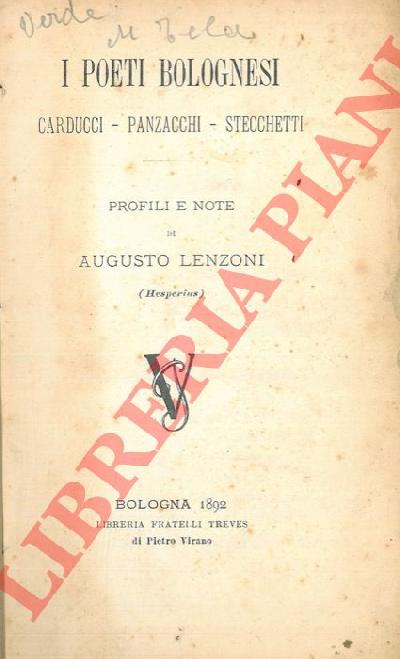 Verde
I POETI BOLOGNESI
CARDUCCI - PANZACCHI - STECCHETTI
PROFILI E NOTE
DI
AUGUSTO LENZONI
(Hesperius)
BOLOGNA 1892
LIBRERIA FRATELLI TREVES
di Pietro Virano
LIBRERIA PIANI